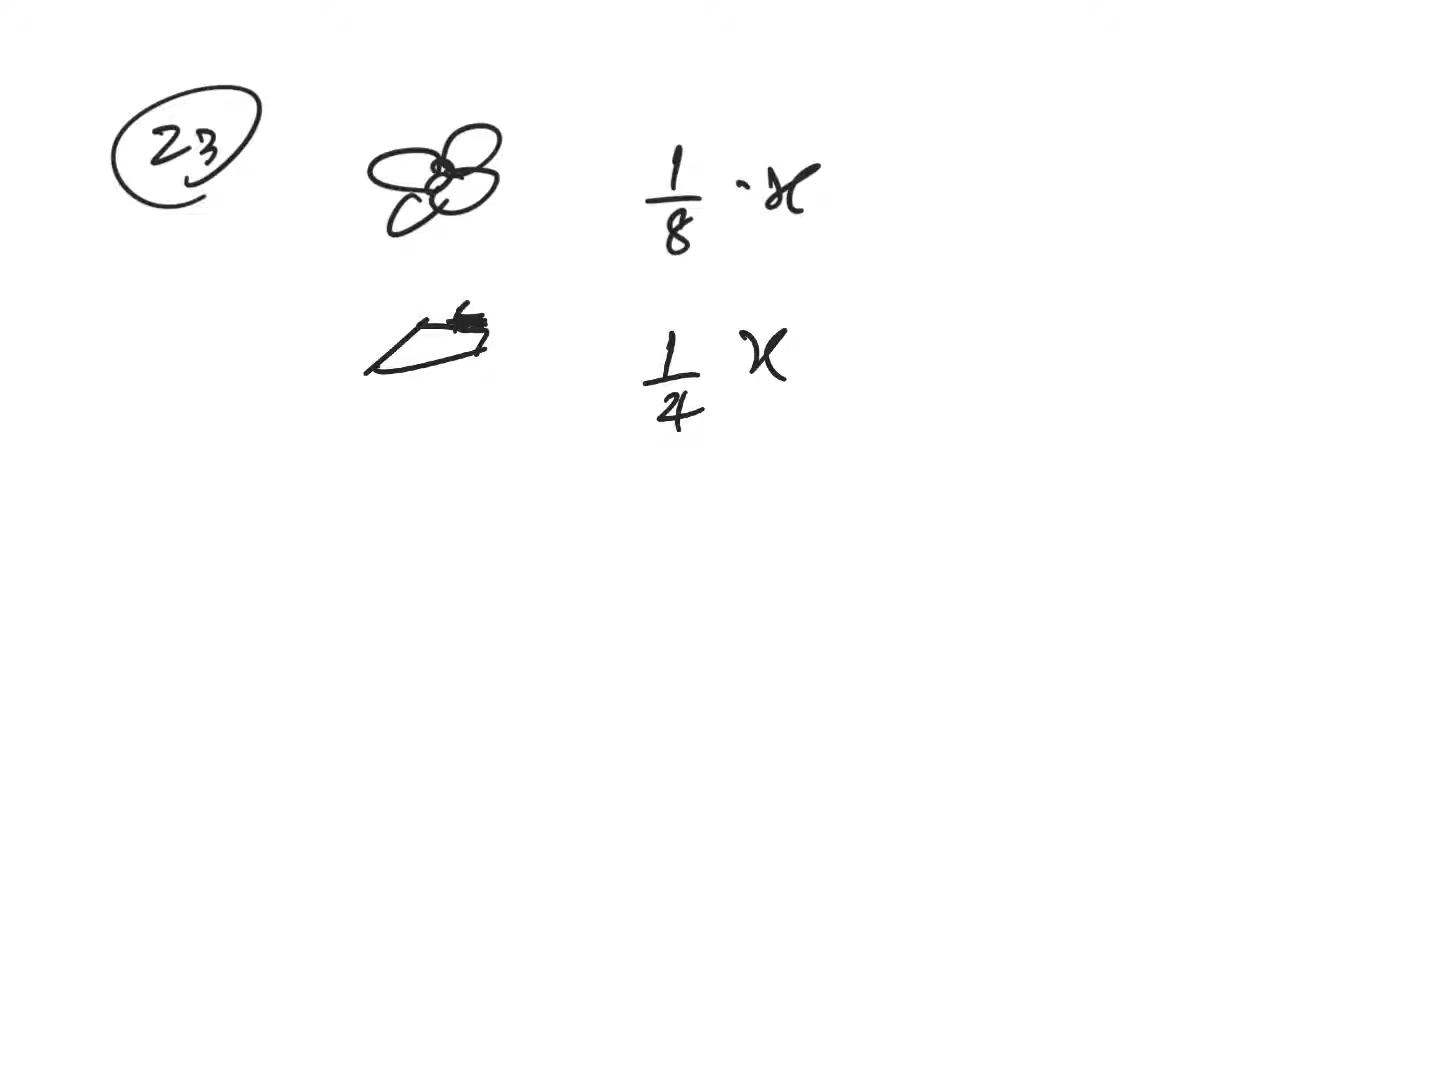 23
1/8 · x
1/4 x